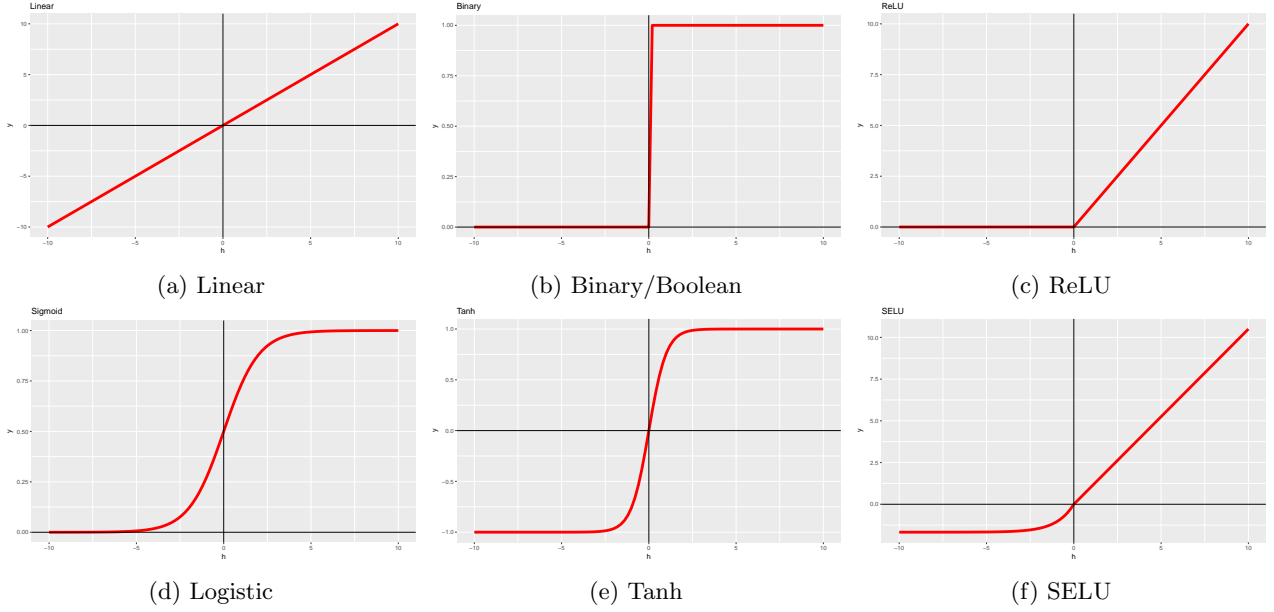 Linear
10
5
0
−5
−10
y
−10 −5 0 5 10
h
(a) Linear
Binary
1.00
0.75
0.50
0.25
0.00
y
−10 −5 0 5 10
h
(b) Binary/Boolean
ReLU
10.0
7.5
5.0
2.5
0.0
y
−10 −5 0 5 10
h
(c) ReLU
Sigmoid
1.00
0.75
0.50
0.25
0.00
y
−10 −5 0 5 10
h
(d) Logistic
Tanh
1.0
0.5
0.0
−0.5
−1.0
y
−10 −5 0 5 10
h
(e) Tanh
SELU
10.0
7.5
5.0
2.5
0.0
y
−10 −5 0 5 10
h
(f) SELU